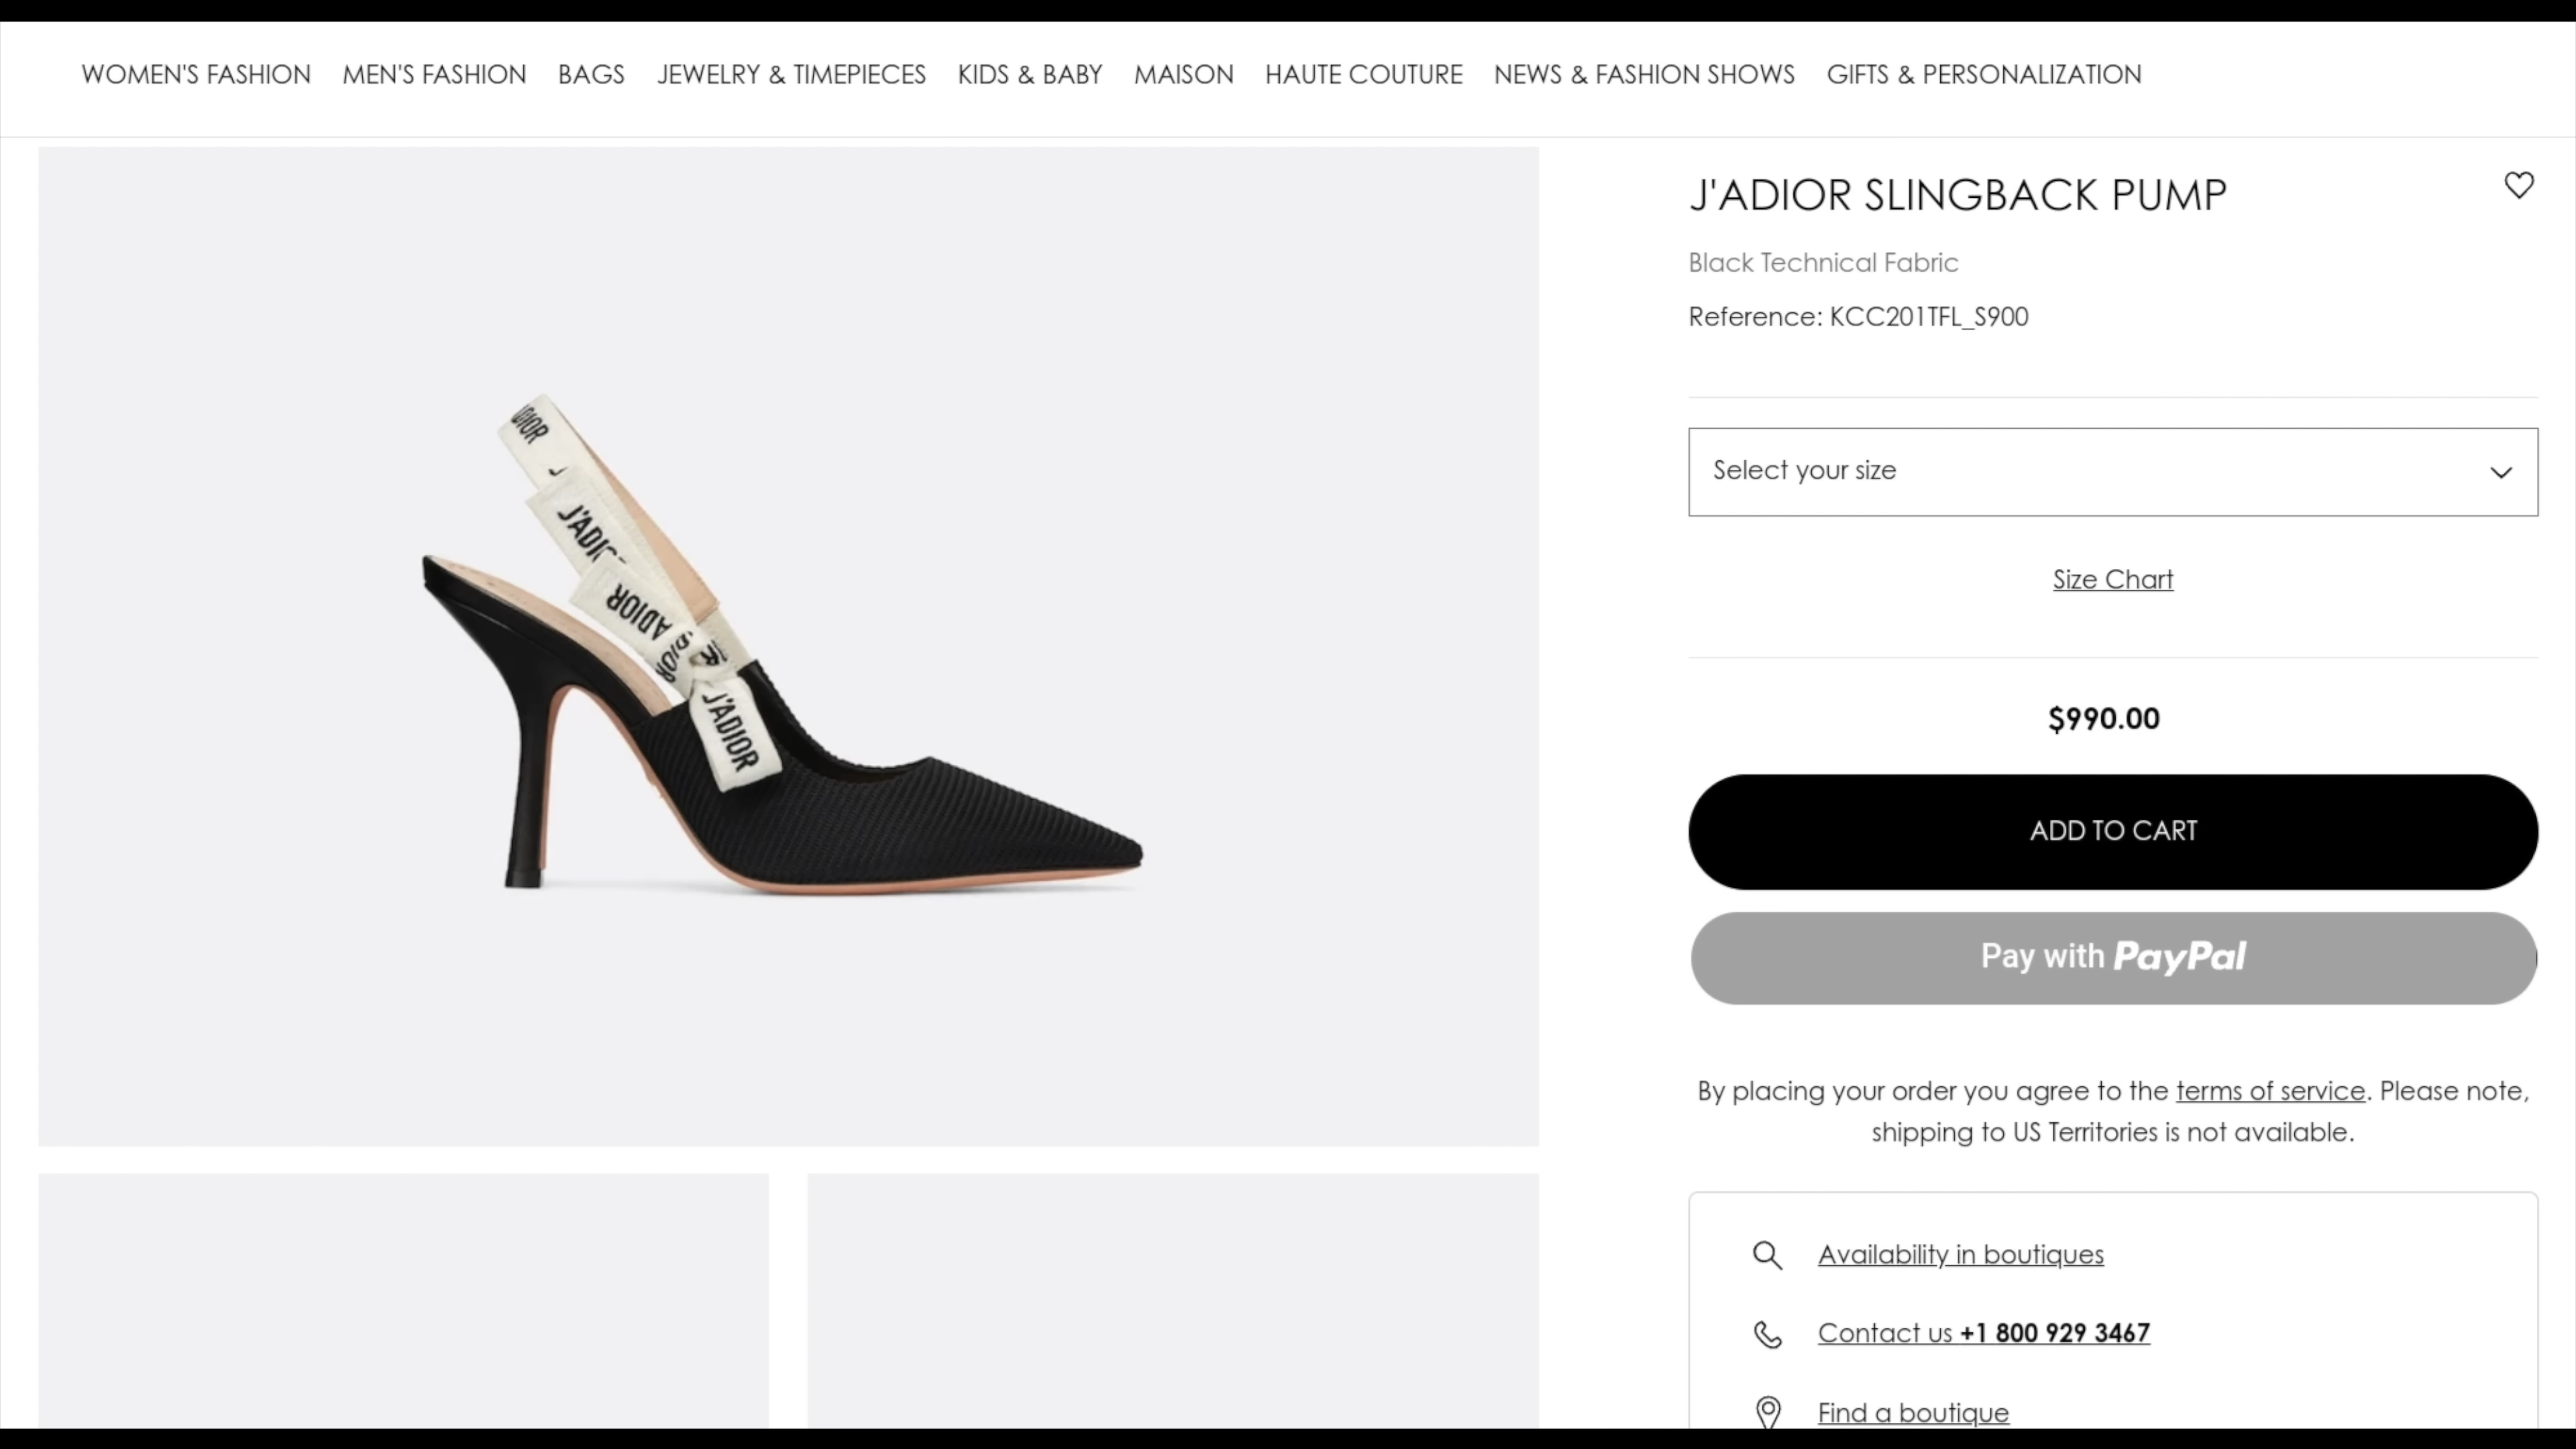 WOMEN'S FASHION MEN'S FASHION BAGS JEWELRY & TIMEPIECES KIDS & BABY MAISON HAUTE COUTURE NEWS & FASHION SHOWS GIFTS & PERSONALIZATION
J'ADIOR SLINGBACK PUMP
Black Technical Fabric
Reference: KCC201TFL_S900
Select your size
Size Chart
$990.00
ADD TO CART
Pay with PayPal
By placing your order you agree to the terms of service. Please note,
shipping to US Territories is not available.
Availability in boutiques
Contact us +1 800 929 3467
Find a boutique
J'ADIOR